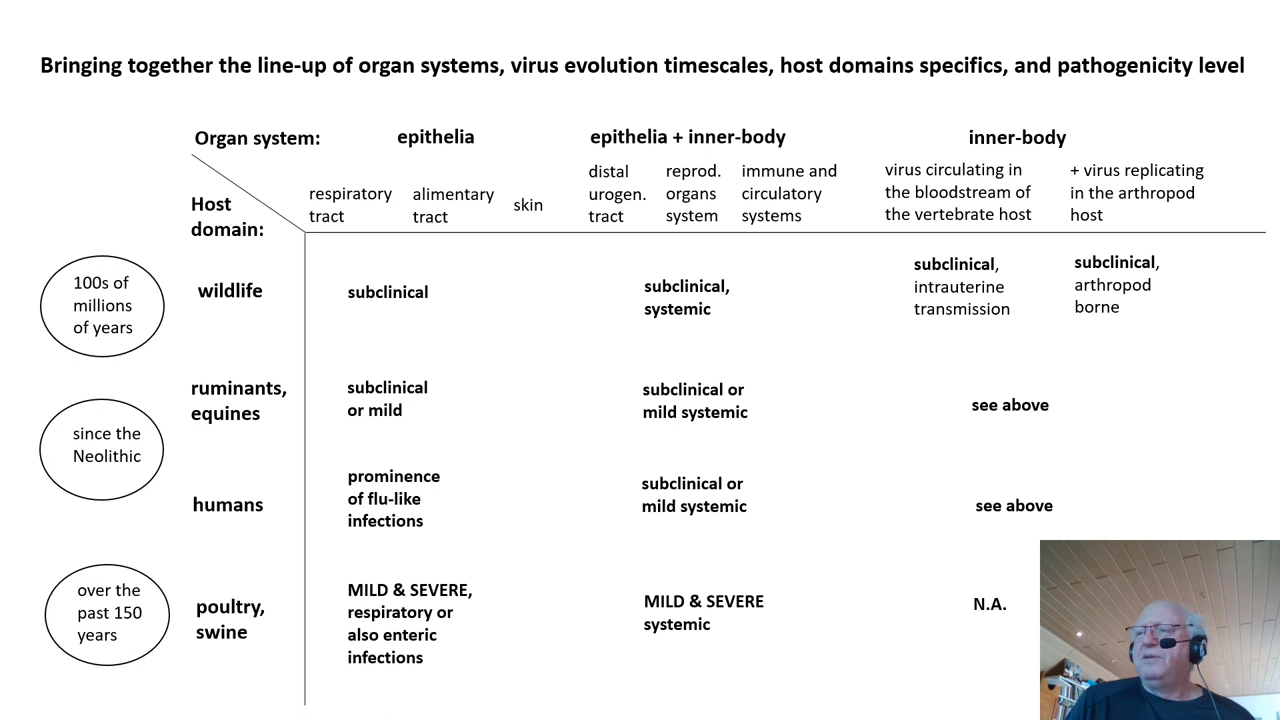 Bringing together the line-up of organ systems, virus evolution timescales, host domains specifics, and pathogenicity level
Organ system:
epithelia
epithelia + inner-body
inner-body
Host
domain:
respiratory
tract
alimentary
tract
skin
distal
urogen.
tract
reprod.
organs
system
immune and
circulatory
systems
virus circulating in
the bloodstream of
the vertebrate host
+ virus replicating
in the arthropod
host
100s of
millions
of years
wildlife
subclinical
subclinical,
systemic
subclinical,
intrauterine
transmission
subclinical,
arthropod
borne
since the
Neolithic
ruminants,
equines
subclinical
or mild
subclinical or
mild systemic
see above
humans
prominence
of flu-like
infections
subclinical or
mild systemic
see above
over the
past 150
years
poultry,
swine
MILD & SEVERE,
respiratory or
also enteric
infections
MILD & SEVERE
systemic
N.A.